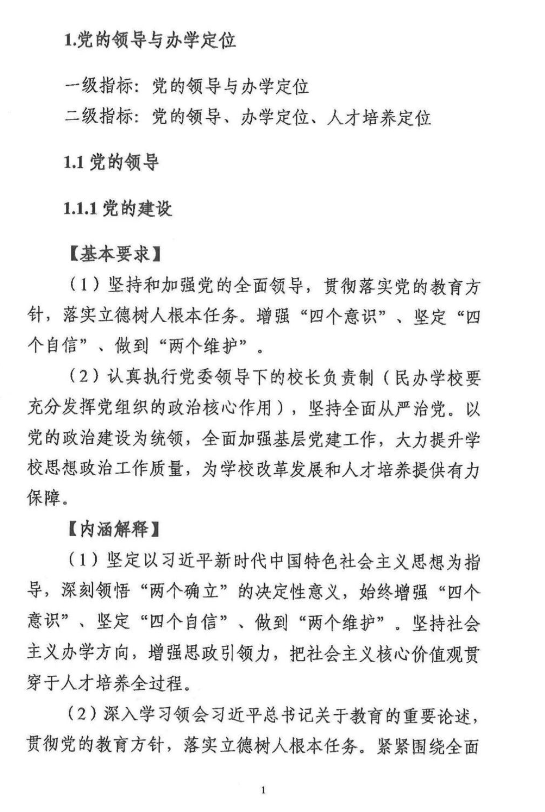 1.党的领导与办学定位
一级指标：党的领导与办学定位
二级指标：党的领导、办学定位、人才培养定位
1.1 党的领导
1.1.1 党的建设
【基本要求】
（1）坚持和加强党的全面领导，贯彻落实党的教育方
针，落实立德树人根本任务。增强“四个意识”、坚定“四
个自信”、做到“两个维护”。
（2）认真执行党委领导下的校长负责制（民办学校要
充分发挥党组织的政治核心作用），坚持全面从严治党。以
党的政治建设为统领，全面加强基层党建工作，大力提升学
校思想政治工作质量，为学校改革发展和人才培养提供有力
保障。
【内涵解释】
（1）坚定以习近平新时代中国特色社会主义思想为指
导，深刻领悟“两个确立”的决定性意义，始终增强“四个
意识”、坚定“四个自信”、做到“两个维护”。坚持社会
主义办学方向，增强思政引领力，把社会主义核心价值观贯
穿于人才培养全过程。
（2）深入学习领会习近平总书记关于教育的重要论述，
贯彻党的教育方针，落实立德树人根本任务。紧紧围绕全面
1